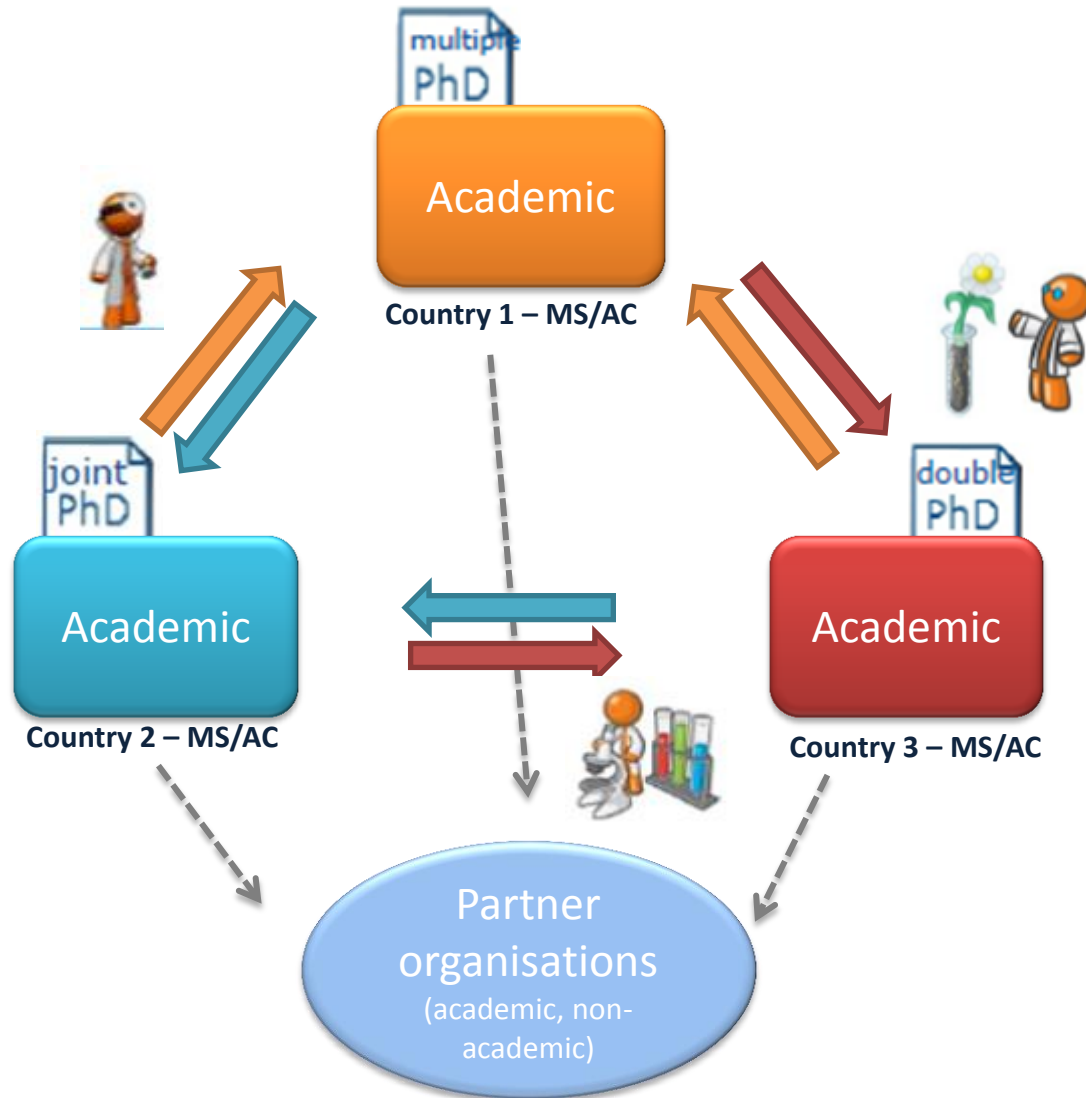 multiple
PhD
Academic
Country 1 – MS/AC
joint
PhD
Academic
Country 2 – MS/AC
double
PhD
Academic
Country 3 – MS/AC
Partner
organisations
(academic, non-
academic)